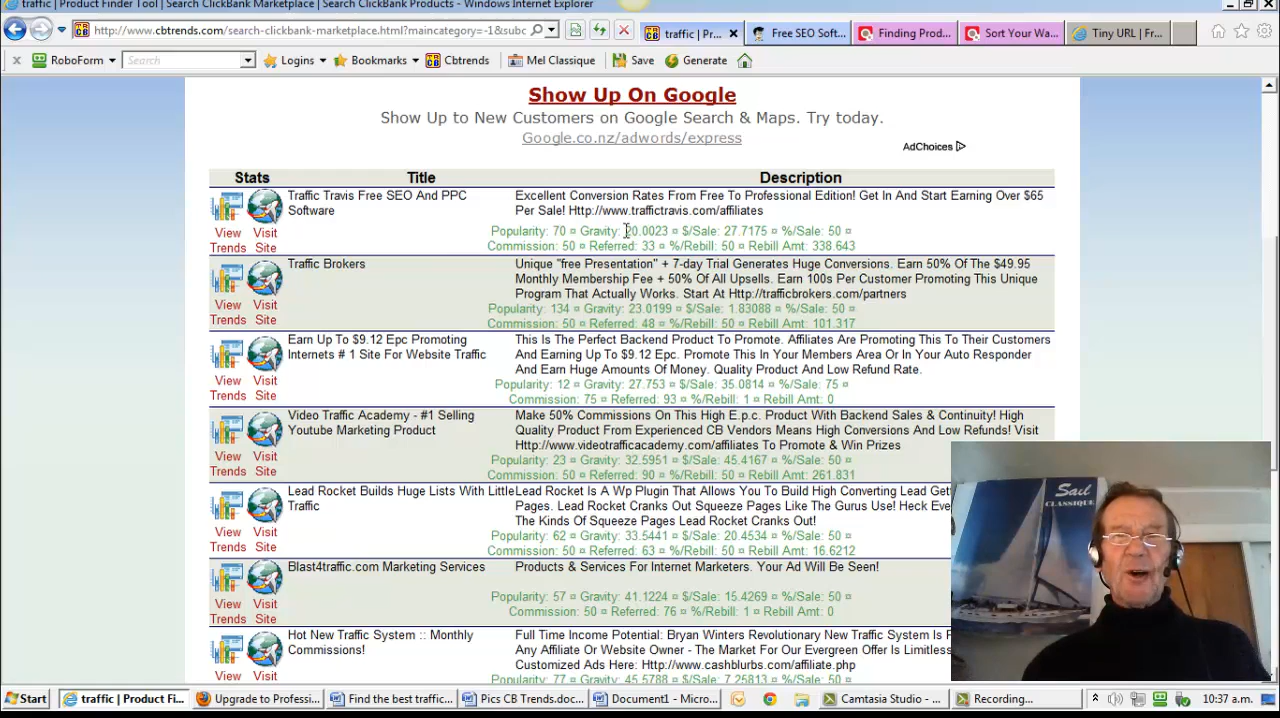 traffic | Product Finder Tool | Search ClickBank Marketplace | Search ClickBank Products - Windows Internet Explorer
http://www.cbtrends.com/search-clickbank-marketplace.html?maincategory=-1&subc
traffic | Pr...
Free SEO Soft...
Finding Prod...
Sort Your Wa...
Tiny URL | Fr...
RoboForm
Search
Logins
Bookmarks
Cbtrends
Mel Classique
Save
Generate
Show Up On Google
Show Up to New Customers on Google Search & Maps. Try today.
Google.co.nz/adwords/express
AdChoices
Stats Title Description
Traffic Travis Free SEO And PPC
Software
Excellent Conversion Rates From Free To Professional Edition! Get In And Start Earning Over $65
Per Sale! Http://www.traffictravis.com/affiliates
Popularity: 70 ¤ Gravity: 20.0023 ¤ $/Sale: 27.7175 ¤ %/Sale: 50 ¤
Commission: 50 ¤ Referred: 33 ¤ %/Rebill: 50 ¤ Rebill Amt: 338.643
View Visit
Trends Site
Traffic Brokers
Unique "free Presentation" + 7-day Trial Generates Huge Conversions. Earn 50% Of The $49.95
Monthly Membership Fee + 50% Of All Upsells. Earn 100s Per Customer Promoting This Unique
Program That Actually Works. Start At Http://trafficbrokers.com/partners
Popularity: 134 ¤ Gravity: 23.0199 ¤ $/Sale: 1.83088 ¤ %/Sale: 50 ¤
Commission: 50 ¤ Referred: 48 ¤ %/Rebill: 50 ¤ Rebill Amt: 101.317
View Visit
Trends Site
Earn Up To $9.12 Epc Promoting
Internets # 1 Site For Website Traffic
This Is The Perfect Backend Product To Promote. Affiliates Are Promoting This To Their Customers
And Earning Up To $9.12 Epc. Promote This In Your Members Area Or In Your Auto Responder
And Earn Huge Amounts Of Money. Quality Product And Low Refund Rate.
Popularity: 12 ¤ Gravity: 27.753 ¤ $/Sale: 35.0814 ¤ %/Sale: 75 ¤
Commission: 75 ¤ Referred: 93 ¤ %/Rebill: 1 ¤ Rebill Amt: 0
View Visit
Trends Site
Video Traffic Academy - #1 Selling
Youtube Marketing Product
Make 50% Commissions On This High E.p.c. Product With Backend Sales & Continuity! High
Quality Product From Experienced CB Vendors Means High Conversions And Low Refunds! Visit
Http://www.videotrafficacademy.com/affiliates To Promote & Win Prizes
Popularity: 23 ¤ Gravity: 32.5951 ¤ $/Sale: 45.4167 ¤ %/Sale: 50 ¤
Commission: 50 ¤ Referred: 90 ¤ %/Rebill: 50 ¤ Rebill Amt: 261.831
View Visit
Trends Site
Lead Rocket Builds Huge Lists With Little
Traffic
Lead Rocket Is A Wp Plugin That Allows You To Build High Converting Lead Get
Pages. Lead Rocket Cranks Out Squeeze Pages Like The Gurus Use! Heck Eve
The Kinds Of Squeeze Pages Lead Rocket Cranks Out!
Popularity: 62 ¤ Gravity: 33.5441 ¤ $/Sale: 20.4534 ¤ %/Sale: 50 ¤
Commission: 50 ¤ Referred: 63 ¤ %/Rebill: 50 ¤ Rebill Amt: 16.6212
View Visit
Trends Site
Blast4traffic.com Marketing Services
Products & Services For Internet Marketers. Your Ad Will Be Seen!
Popularity: 57 ¤ Gravity: 41.1224 ¤ $/Sale: 15.4269 ¤ %/Sale: 50 ¤
Commission: 50 ¤ Referred: 76 ¤ %/Rebill: 1 ¤ Rebill Amt: 0
View Visit
Trends Site
Hot New Traffic System :: Monthly
Commissions!
Full Time Income Potential: Bryan Winters Revolutionary New Traffic System Is F
Any Affiliate Or Website Owner - The Market For Our Evergreen Offer Is Limitless
Customized Ads Here: Http://www.cashblurbs.com/affiliate.php
Popularity: 77 ¤ Gravity: 45.5788 ¤ $/Sale: 7.25813 ¤ %/Sale: 50 ¤
View Visit
Sail
CLASSIQUE
Start
traffic | Product Fi...
Upgrade to Professi...
Find the best traffic...
Pics CB Trends.doc...
Document1 - Micro...
Camtasia Studio - ...
Recording...
10:37 a.m.